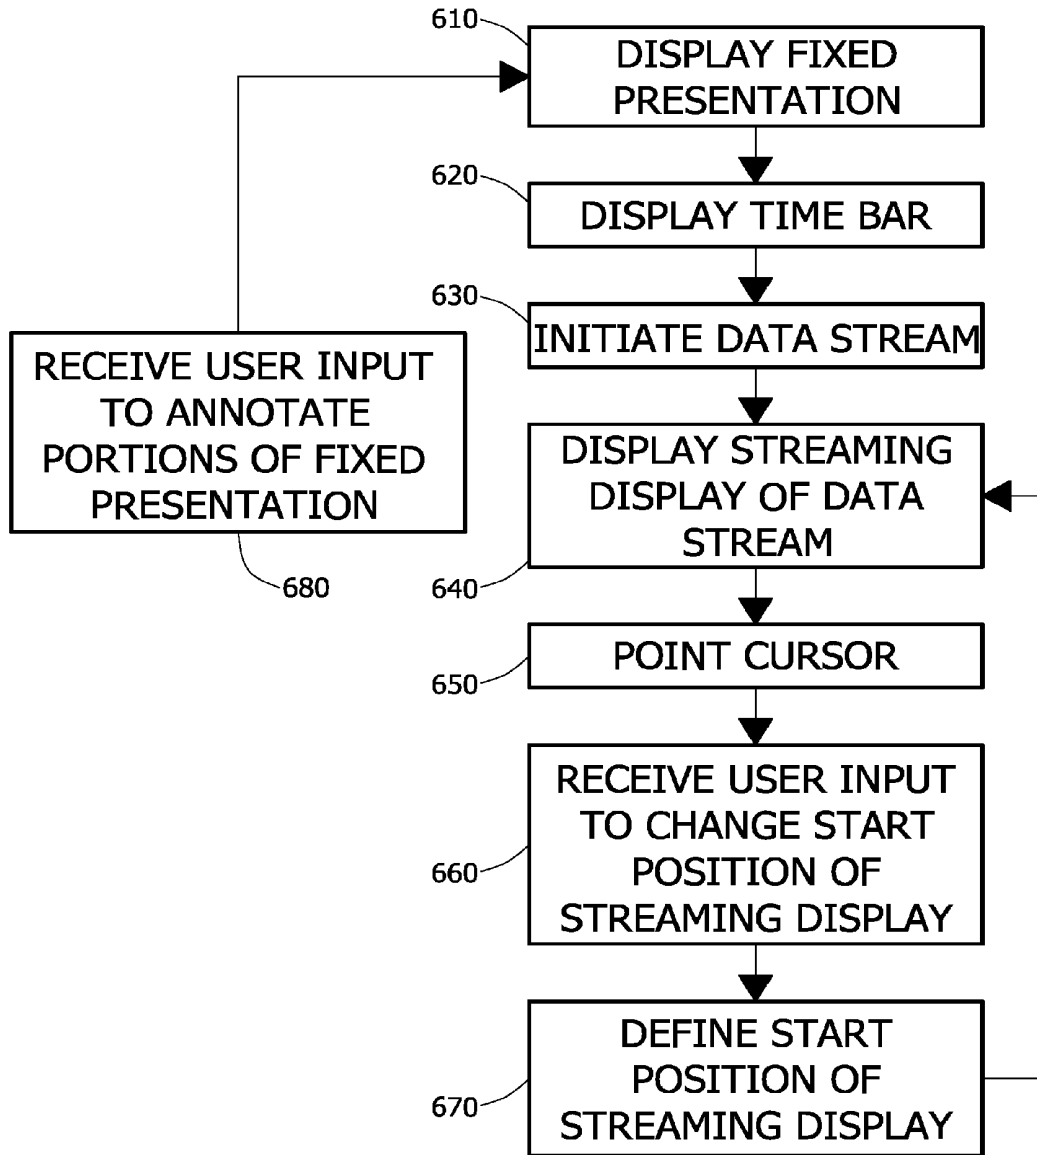 610
DISPLAY FIXED
PRESENTATION
620
DISPLAY TIME BAR
630
INITIATE DATA STREAM
RECEIVE USER INPUT
TO ANNOTATE
PORTIONS OF FIXED
PRESENTATION
680
DISPLAY STREAMING
DISPLAY OF DATA
STREAM
640
POINT CURSOR
650
RECEIVE USER INPUT
TO CHANGE START
POSITION OF
STREAMING DISPLAY
660
DEFINE START
POSITION OF
STREAMING DISPLAY
670